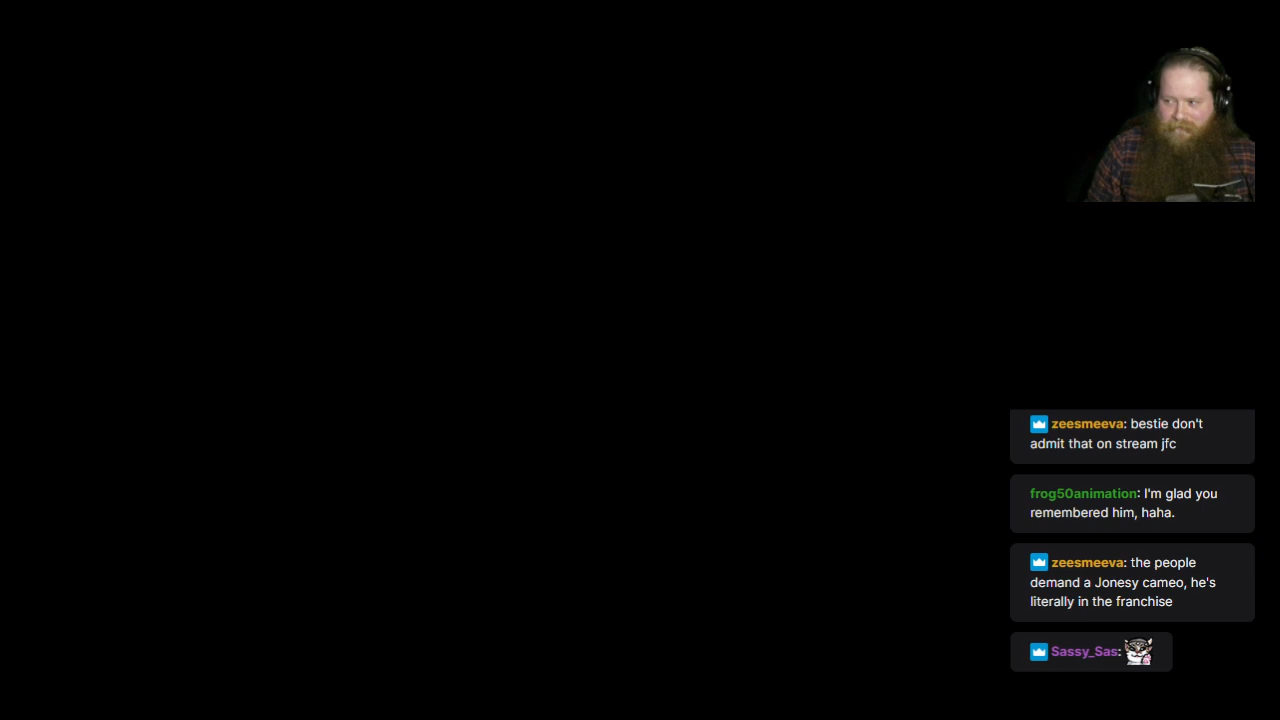 zeesmeeva: bestie don't
admit that on stream jfc
frog50animation: I'm glad you
remembered him, haha.
zeesmeeva: the people
demand a Jonesy cameo, he's
literally in the franchise
Sassy_Sas: